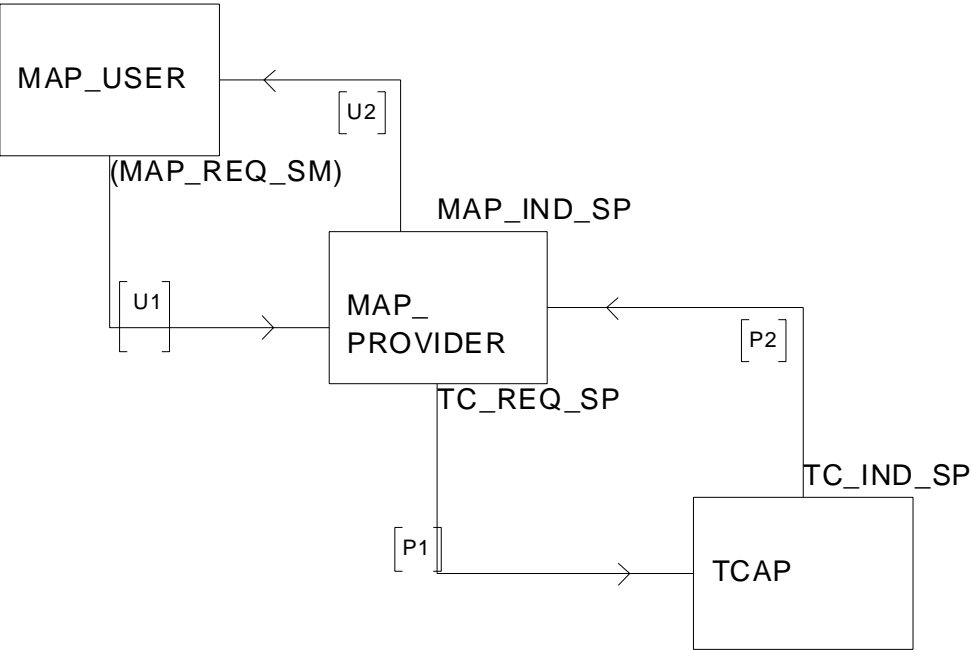 MAP_USER
[U2]
(MAP_REQ_SM)
MAP_IND_SP
[U1]
MAP_
PROVIDER
[P2]
TC_REQ_SP
TC_IND_SP
[P1]
TCAP